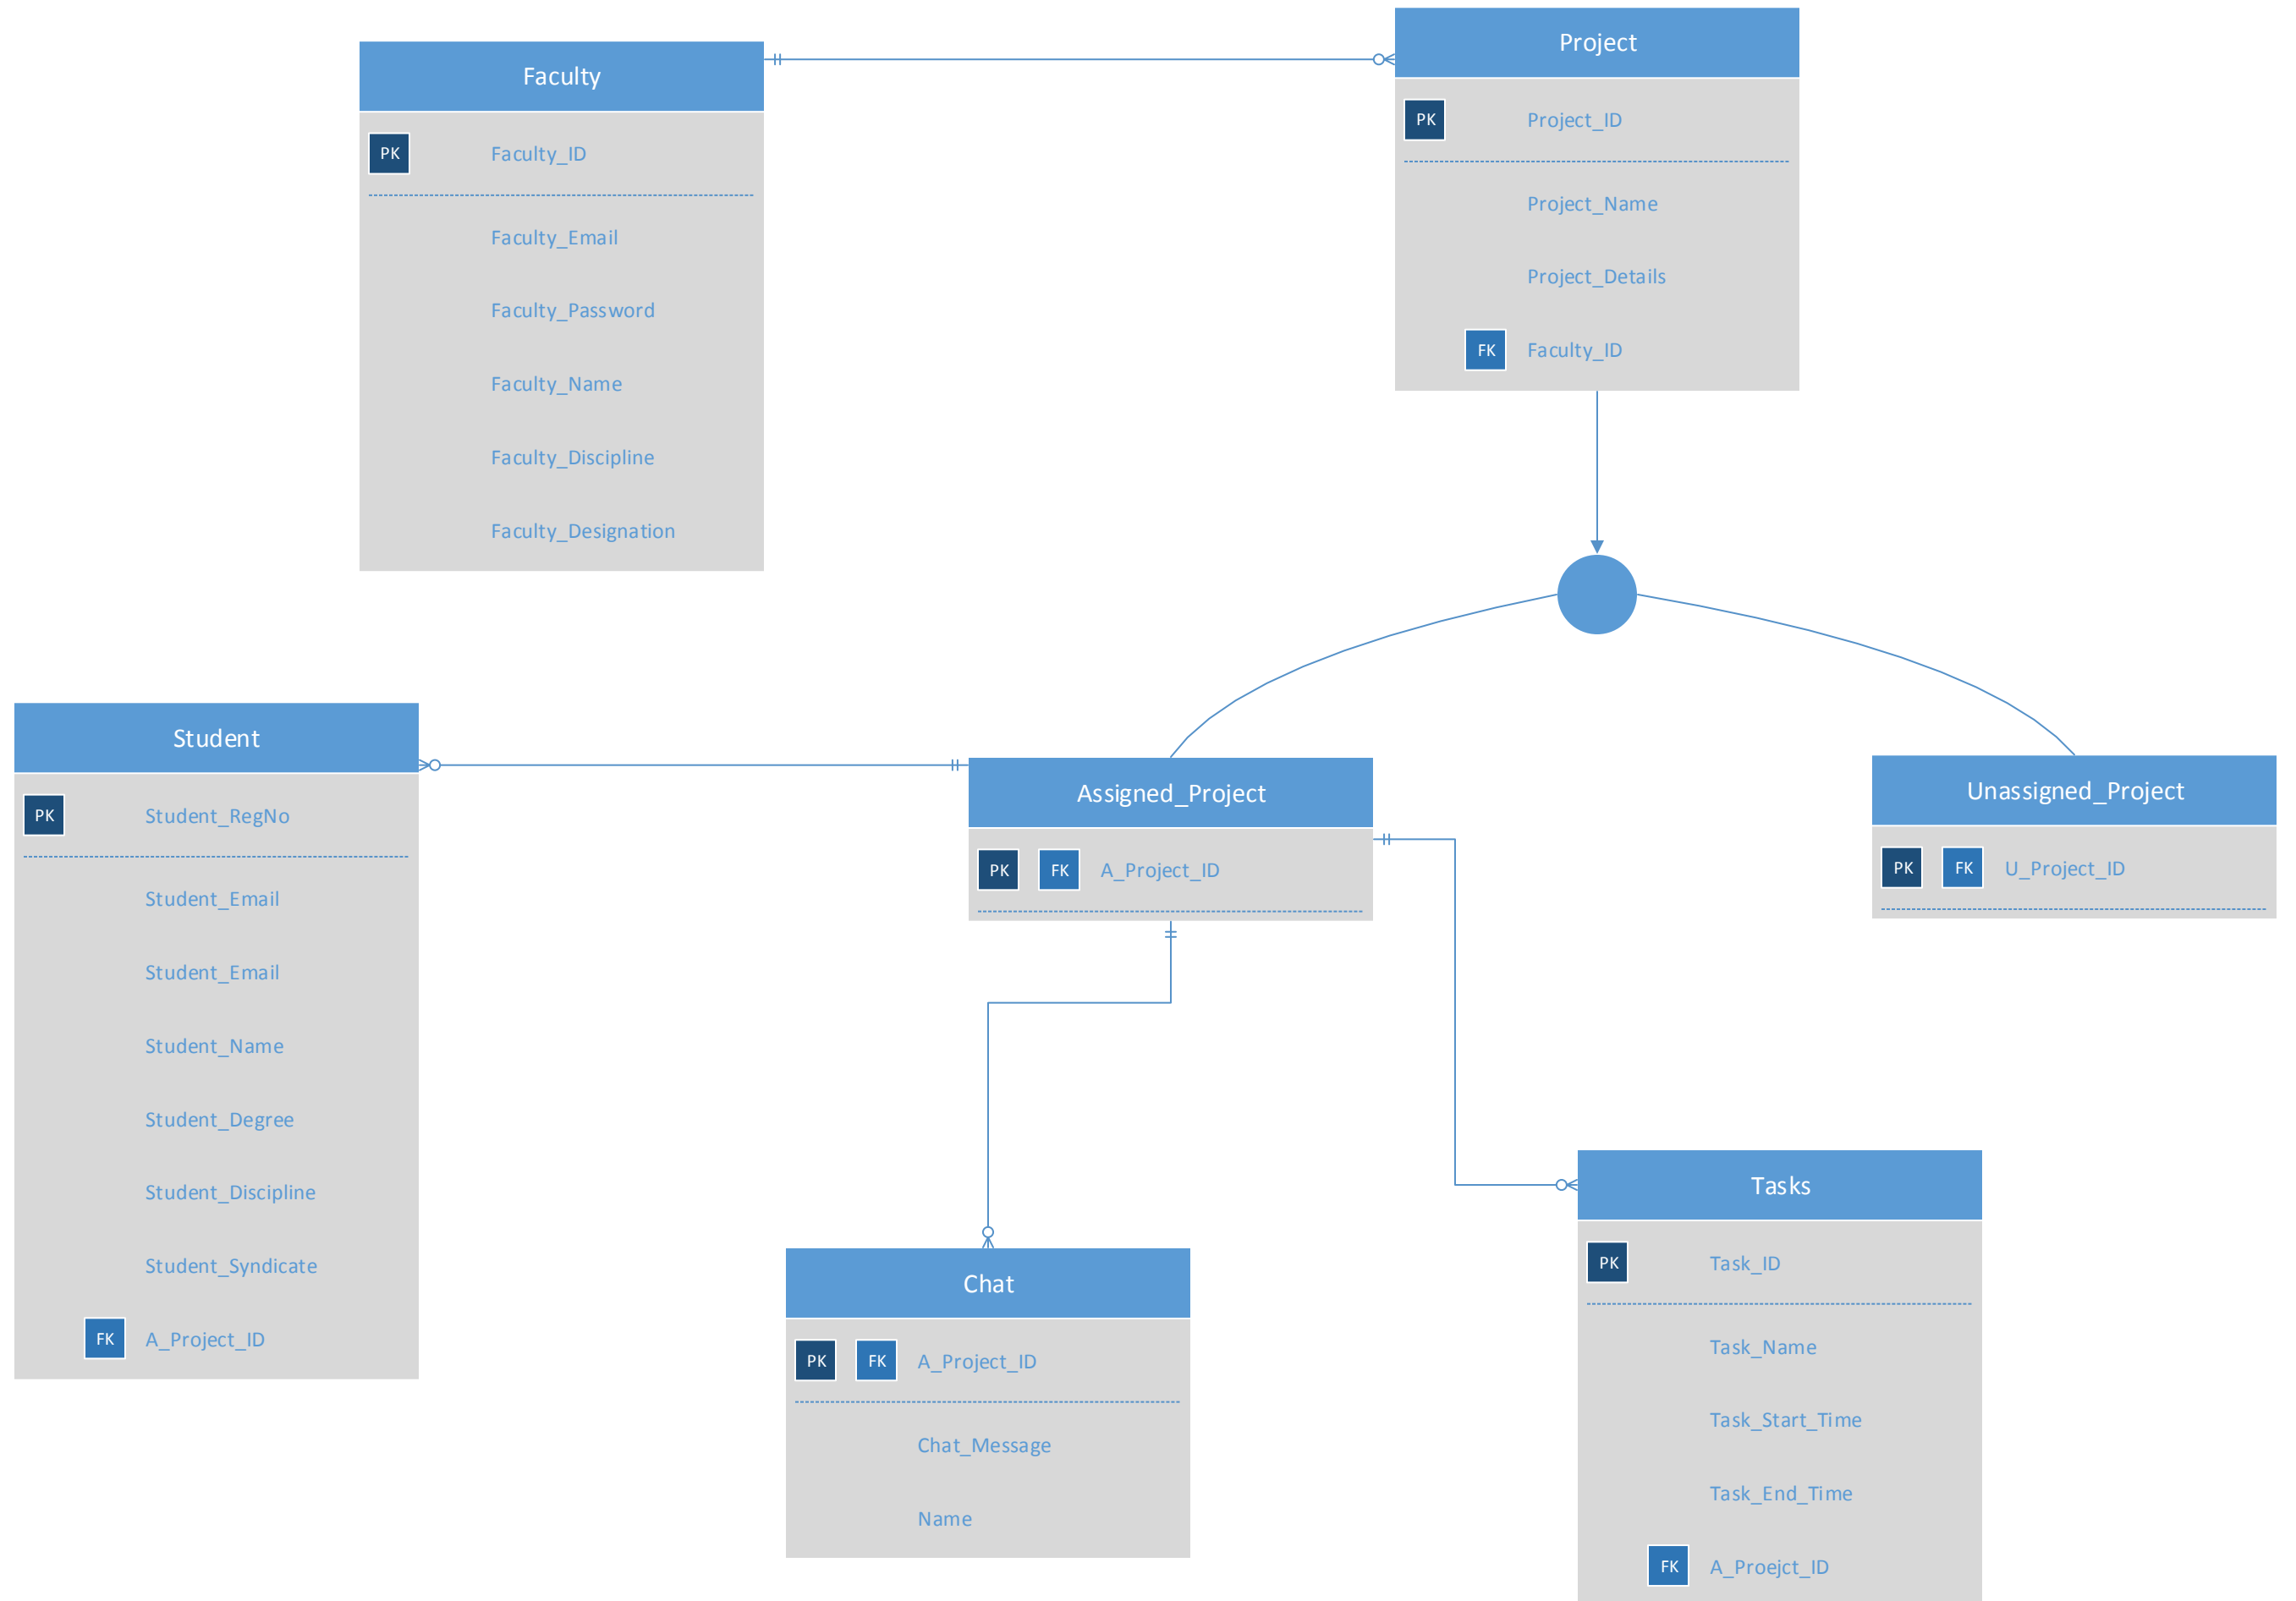 Faculty
PK Faculty_ID
Faculty_Email
Faculty_Password
Faculty_Name
Faculty_Discipline
Faculty_Designation
Project
PK Project_ID
Project_Name
Project_Details
FK Faculty_ID
Student
PK Student_RegNo
Student_Email
Student_Email
Student_Name
Student_Degree
Student_Discipline
Student_Syndicate
FK A_Project_ID
Assigned_Project
PK FK A_Project_ID
Unassigned_Project
PK FK U_Project_ID
Chat
PK FK A_Project_ID
Chat_Message
Name
Tasks
PK Task_ID
Task_Name
Task_Start_Time
Task_End_Time
FK A_Proejct_ID